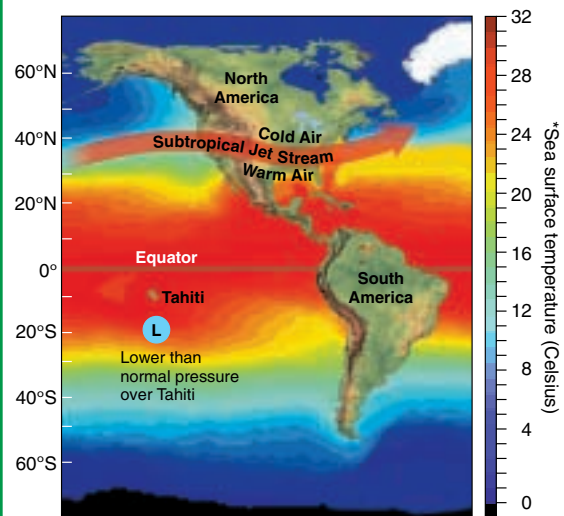 60°N
40°N
20°N
0°
20°S
40°S
60°S
North
America
Cold Air
Subtropical Jet Stream
Warm Air
Equator
Tahiti
South
America
L
Lower than
normal pressure
over Tahiti
32
28
24
20
16
12
8
4
0
*Sea surface temperature (Celsius)